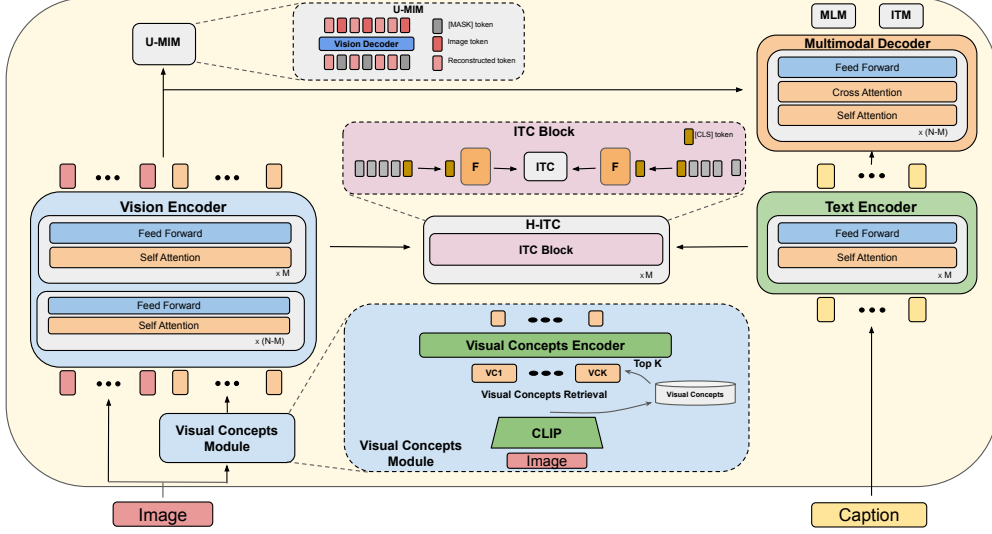 U-MIM
U-MIM
[MASK] token
Image token
Reconstructed token
Vision Decoder
MLM
ITM
Multimodal Decoder
Feed Forward
Cross Attention
Self Attention
x (N-M)
ITC Block
[CLS] token
F
ITC
F
Vision Encoder
Feed Forward
Self Attention
x M
Feed Forward
Self Attention
x (N-M)
H-ITC
ITC Block
x M
Text Encoder
Feed Forward
Self Attention
x M
Visual Concepts
Module
Visual Concepts Encoder
VC1
VCK
Top K
Visual Concepts Retrieval
Visual Concepts
CLIP
Image
Visual Concepts
Module
Image
Caption